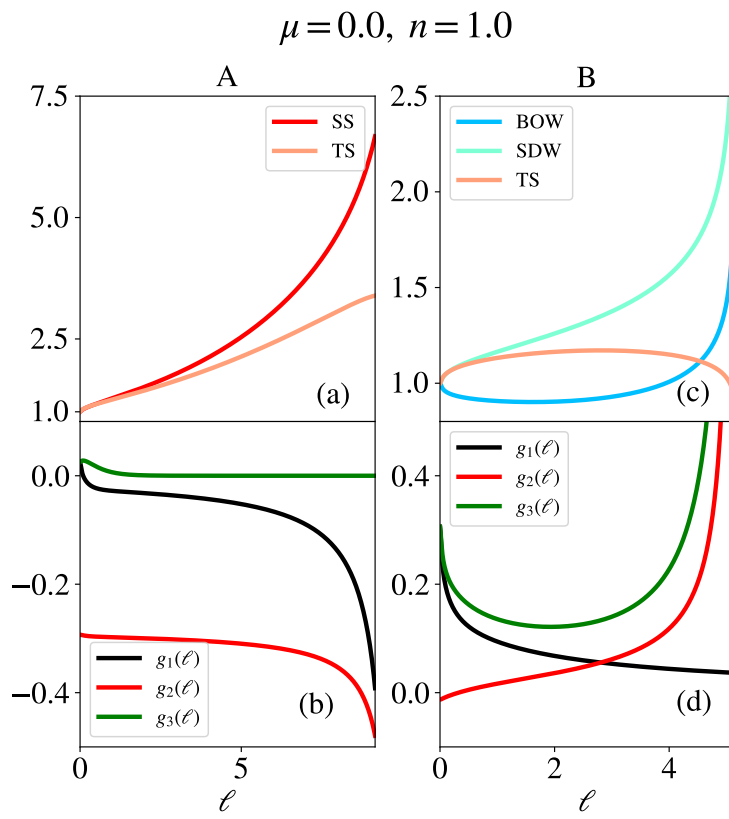 μ = 0.0, n = 1.0
A
7.5
5.0
2.5
1.0
SS
TS
(a)
0.0
−0.2
−0.4
g₁(ℓ)
g₂(ℓ)
g₃(ℓ)
(b)
0
5
ℓ
B
2.5
2.0
1.5
1.0
BOW
SDW
TS
(c)
0.4
0.2
0.0
g₁(ℓ)
g₂(ℓ)
g₃(ℓ)
(d)
0
2
4
ℓ